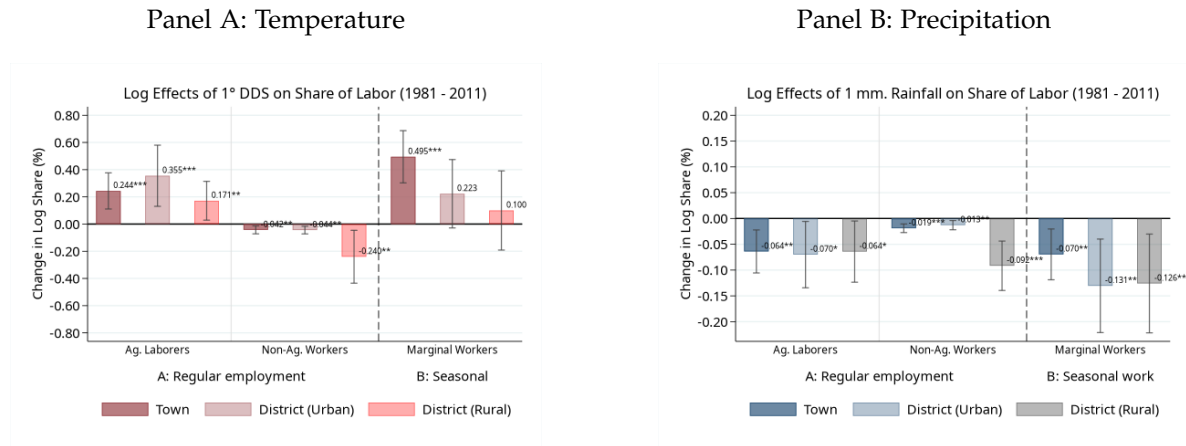 Panel A: Temperature
Log Effects of 1° DDS on Share of Labor (1981 - 2011)
Change in Log Share (%)
0.80
0.60
0.40
0.20
0.00
-0.20
-0.40
-0.60
-0.80
0.244***
0.355***
0.171**
-0.042**
-0.044**
-0.240**
0.495***
0.223
0.100
Ag. Laborers
Non-Ag. Workers
Marginal Workers
A: Regular employment
B: Seasonal
Town
District (Urban)
District (Rural)
Panel B: Precipitation
Log Effects of 1 mm. Rainfall on Share of Labor (1981 - 2011)
Change in Log Share (%)
0.20
0.15
0.10
0.05
0.00
-0.05
-0.10
-0.15
-0.20
-0.064**
-0.070*
-0.064*
-0.019***
-0.013**
-0.092***
-0.070**
-0.131**
-0.126**
Ag. Laborers
Non-Ag. Workers
Marginal Workers
A: Regular employment
B: Seasonal work
Town
District (Urban)
District (Rural)